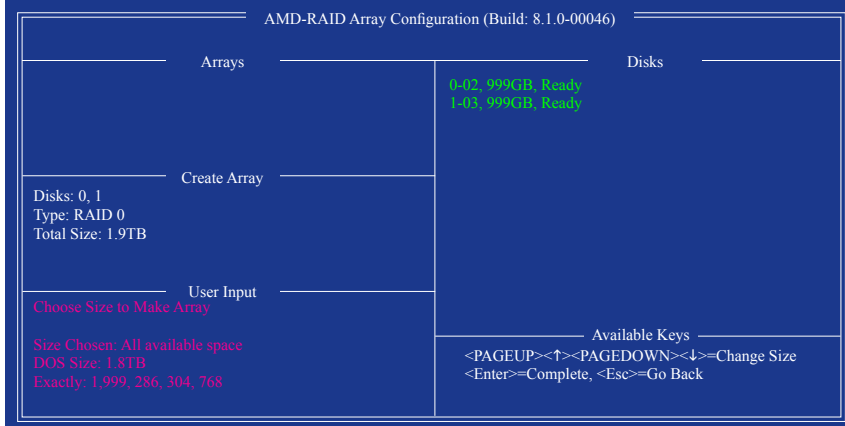 AMD-RAID Array Configuration (Build: 8.1.0-00046)
Arrays
Disks
0-02, 999GB, Ready
1-03, 999GB, Ready
Create Array
Disks: 0, 1
Type: RAID 0
Total Size: 1.9TB
User Input
Choose Size to Make Array
Size Chosen: All available space
DOS Size: 1.8TB
Exactly: 1,999, 286, 304, 768
Available Keys
<PAGEUP><↑><PAGEDOWN><↓>=Change Size
<Enter>=Complete, <Esc>=Go Back